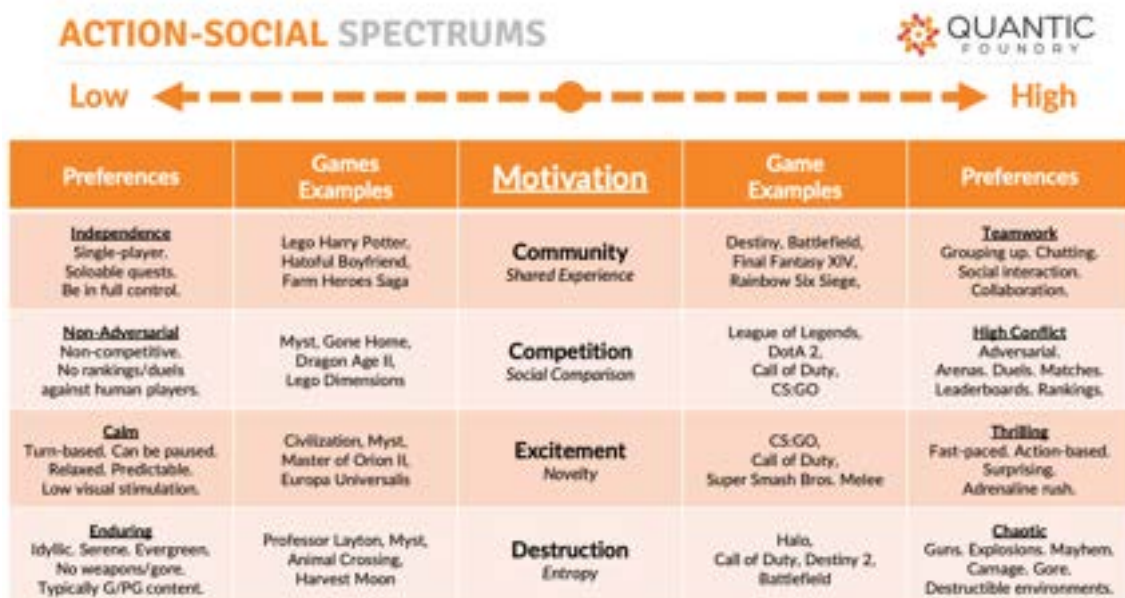 ACTION-SOCIAL SPECTRUMS
QUANTIC
FOUNDRY
Low
High
Preferences
Games
Examples
Motivation
Game
Examples
Preferences
Independence
Single-player.
Soloable quests.
Be in full control.
Lego Harry Potter,
Hatoful Boyfriend,
Farm Heroes Saga
Community
Shared Experience
Destiny, Battlefield,
Final Fantasy XIV,
Rainbow Six Siege,
Teamwork
Grouping up. Chatting.
Social interaction.
Collaboration.
Non-Adversarial
Non-competitive.
No rankings/duels
against human players.
Myst, Gone Home,
Dragon Age II,
Lego Dimensions
Competition
Social Comparison
League of Legends,
DotA 2,
Call of Duty,
CS:GO
High Conflict
Adversarial.
Arenas. Duels. Matches.
Leaderboards. Rankings.
Calm
Turn-based. Can be paused.
Relaxed. Predictable.
Low visual stimulation.
Civilization, Myst,
Master of Orion II,
Europa Universalis
Excitement
Novelty
CS:GO,
Call of Duty,
Super Smash Bros. Melee
Thrilling
Fast-paced. Action-based.
Surprising.
Adrenaline rush.
Enduring
Idyllic. Serene. Evergreen.
No weapons/gore.
Typically G/PG content.
Professor Layton, Myst,
Animal Crossing,
Harvest Moon
Destruction
Entropy
Halo,
Call of Duty, Destiny 2,
Battlefield
Chaotic
Guns. Explosions. Mayhem.
Carnage. Gore.
Destructible environments.